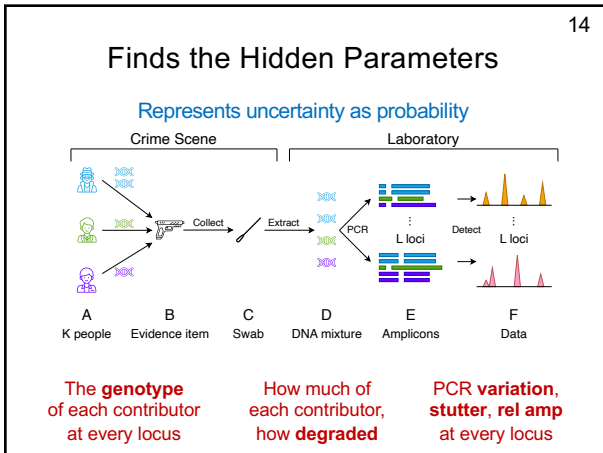 14
Finds the Hidden Parameters
Represents uncertainty as probability
Crime Scene
Laboratory
Collect
Extract
PCR
⋮
L loci
Detect
⋮
L loci
A
B
C
D
E
F
K people
Evidence item
Swab
DNA mixture
Amplicons
Data
The genotype
of each contributor
at every locus
How much of
each contributor,
how degraded
PCR variation,
stutter, rel amp
at every locus